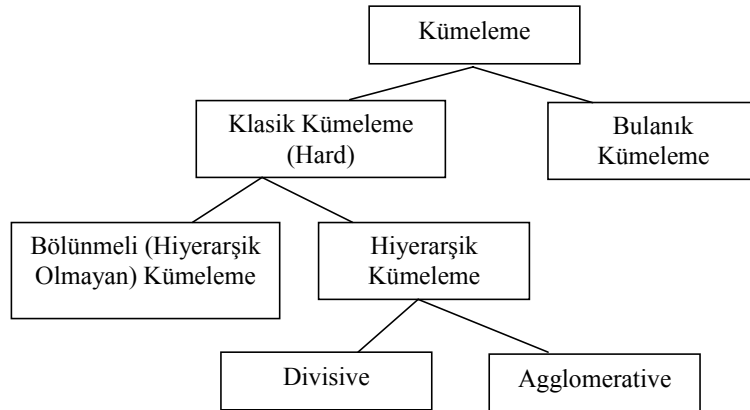 Kümeleme
Klasik Kümeleme
(Hard)
Bulanık
Kümeleme
Bölünmeli (Hiyerarşik
Olmayan) Kümeleme
Hiyerarşik
Kümeleme
Divisive
Agglomerative